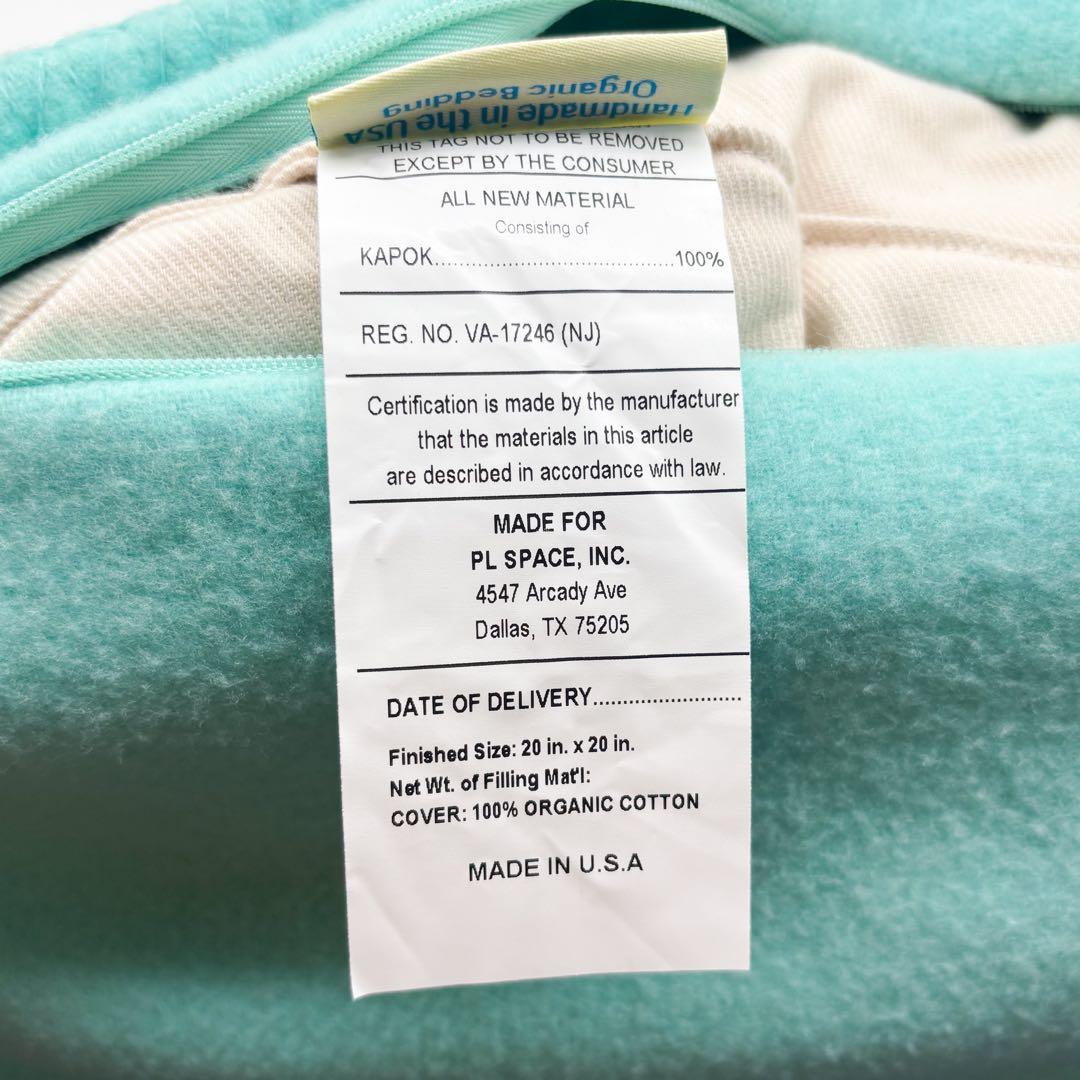 Handmade in the USA
Organic Bedding
THIS TAG NOT TO BE REMOVED
EXCEPT BY THE CONSUMER
ALL NEW MATERIAL
Consisting of
KAPOK........................................100%
REG. NO. VA-17246 (NJ)
Certification is made by the manufacturer
that the materials in this article
are described in accordance with law.
MADE FOR
PL SPACE, INC.
4547 Arcady Ave
Dallas, TX 75205
DATE OF DELIVERY.........................
Finished Size: 20 in. x 20 in.
Net Wt. of Filling Mat'l:
COVER: 100% ORGANIC COTTON
MADE IN U.S.A